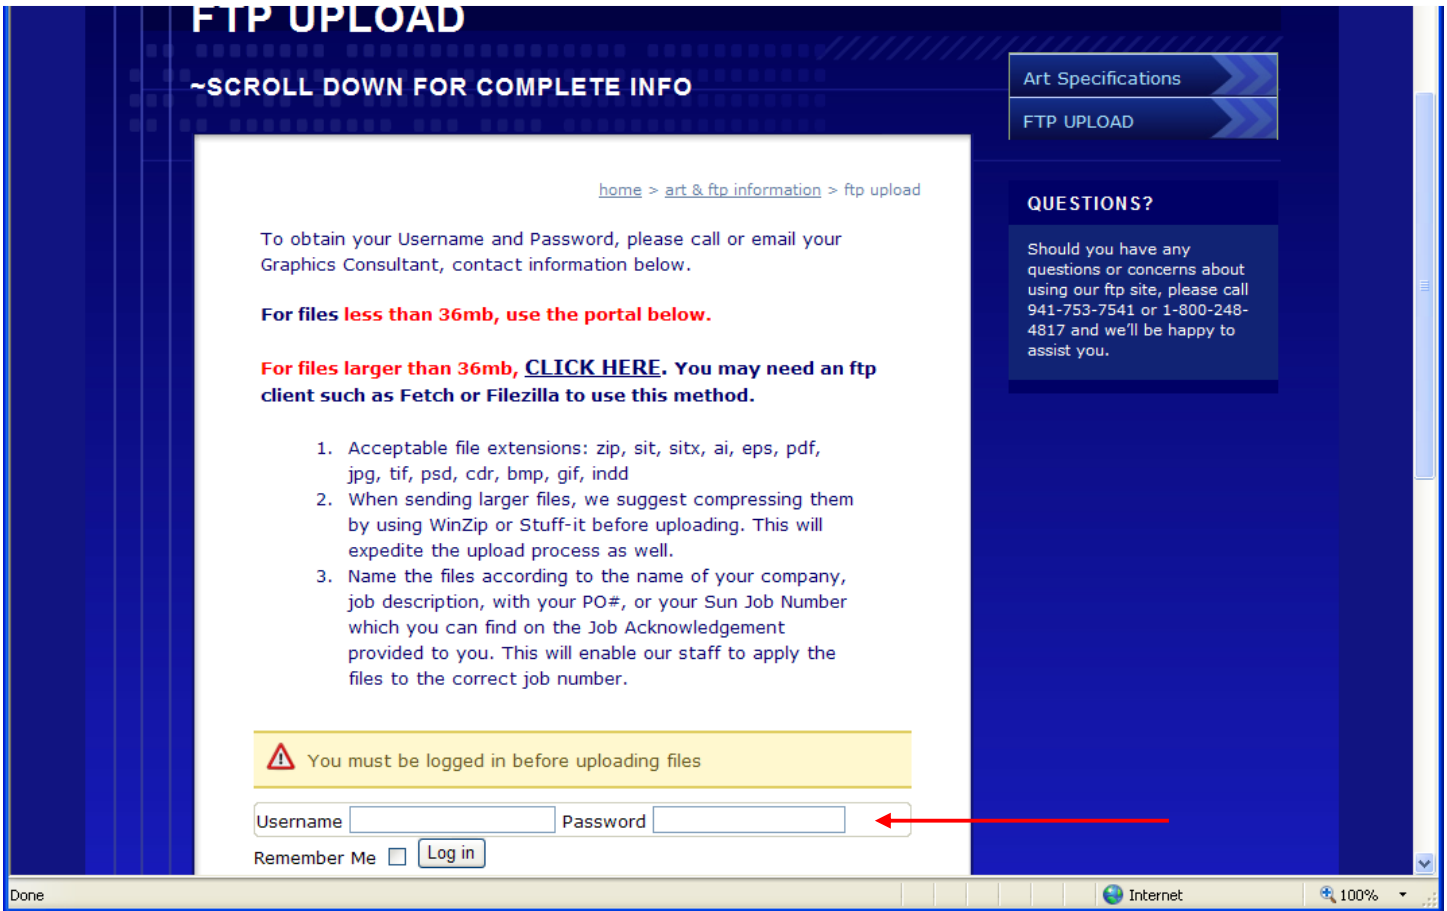 FTP UPLOAD
~SCROLL DOWN FOR COMPLETE INFO
Art Specifications
FTP UPLOAD
home > art & ftp information > ftp upload
To obtain your Username and Password, please call or email your
Graphics Consultant, contact information below.
For files less than 36mb, use the portal below.
For files larger than 36mb, CLICK HERE. You may need an ftp
client such as Fetch or Filezilla to use this method.
1. Acceptable file extensions: zip, sit, sitx, ai, eps, pdf,
jpg, tif, psd, cdr, bmp, gif, indd
2. When sending larger files, we suggest compressing them
by using WinZip or Stuff-it before uploading. This will
expedite the upload process as well.
3. Name the files according to the name of your company,
job description, with your PO#, or your Sun Job Number
which you can find on the Job Acknowledgement
provided to you. This will enable our staff to apply the
files to the correct job number.
You must be logged in before uploading files
Username Password
Remember Me Log in
QUESTIONS?
Should you have any
questions or concerns about
using our ftp site, please call
941-753-7541 or 1-800-248-
4817 and we'll be happy to
assist you.
Done Internet 100%